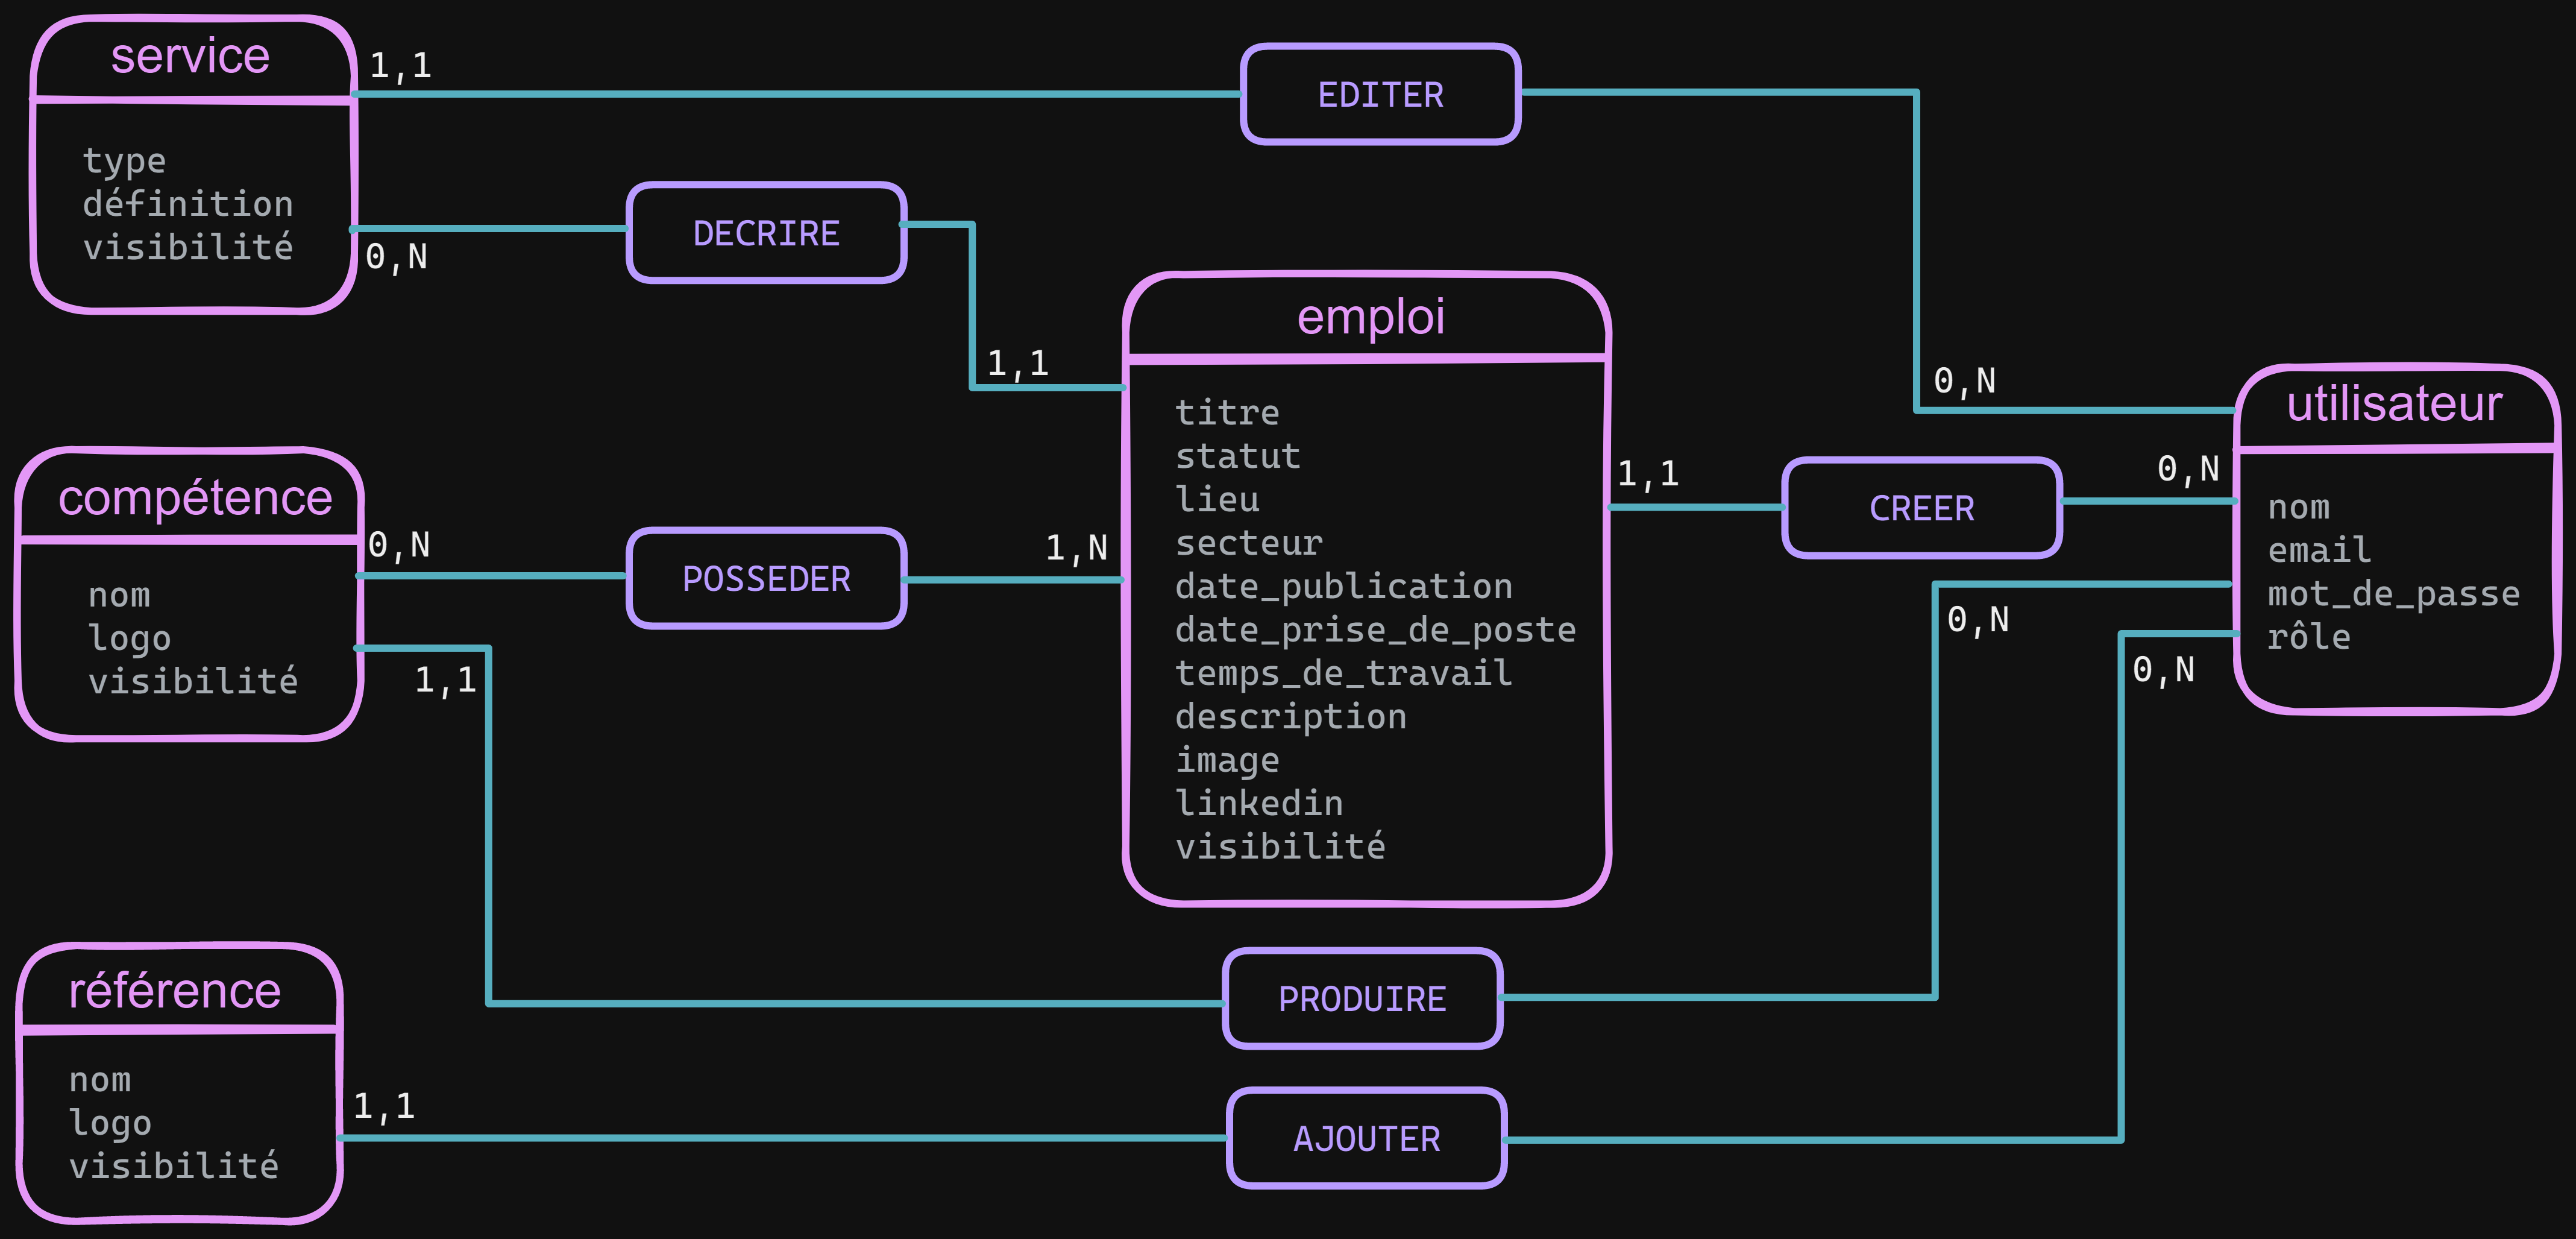 service
type
définition
visibilité
1,1
EDITER
0,N
0,N
DECRIRE
1,1
emploi
titre
statut
lieu
secteur
date_publication
date_prise_de_poste
temps_de_travail
description
image
linkedin
visibilité
1,1
CREER
0,N
utilisateur
nom
email
mot_de_passe
rôle
compétence
nom
logo
visibilité
0,N
POSSEDER
1,N
1,1
PRODUIRE
0,N
référence
nom
logo
visibilité
1,1
AJOUTER
0,N